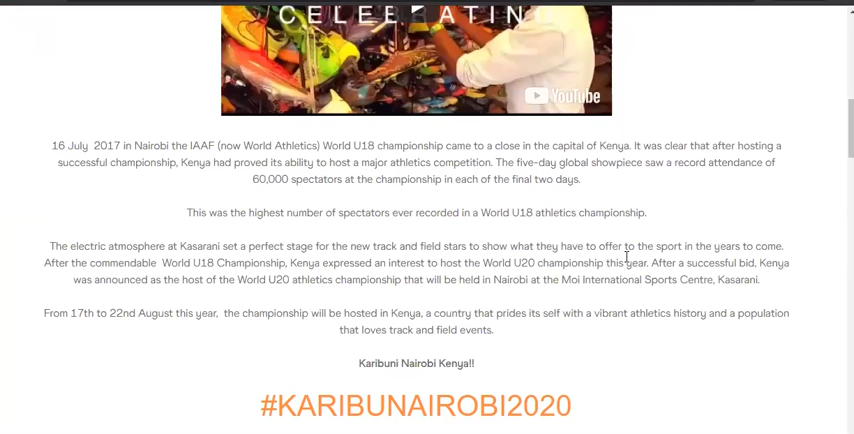 CELEBRATIN
YouTube
16 July 2017 in Nairobi the IAAF (now World Athletics) World U18 championship came to a close in the capital of Kenya. It was clear that after hosting a
successful championship, Kenya had proved its ability to host a major athletics competition. The five-day global showpiece saw a record attendance of
60,000 spectators at the championship in each of the final two days.
This was the highest number of spectators ever recorded in a World U18 athletics championship.
The electric atmosphere at Kasarani set a perfect stage for the new track and field stars to show what they have to offer to the sport in the years to come.
After the commendable World U18 Championship, Kenya expressed an interest to host the World U20 championship this year. After a successful bid, Kenya
was announced as the host of the World U20 athletics championship that will be held in Nairobi at the Moi International Sports Centre, Kasarani.
From 17th to 22nd August this year, the championship will be hosted in Kenya, a country that prides its self with a vibrant athletics history and a population
that loves track and field events.
Karibuni Nairobi Kenya!!
#KARIBUNAIROBI2020